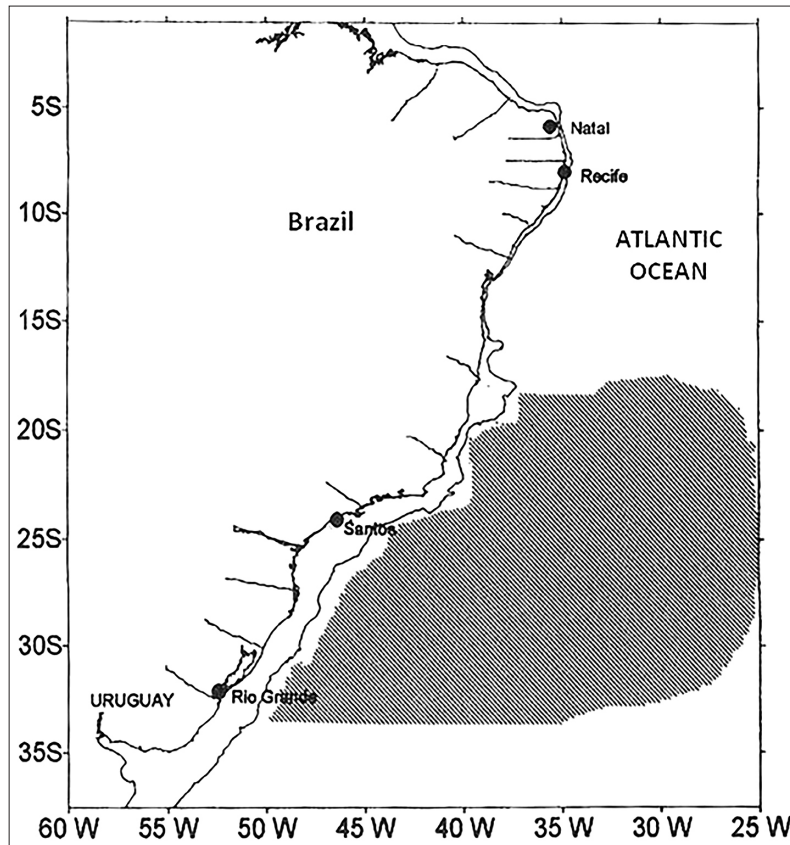 5S
Natal
Recife
10S
Brazil
ATLANTIC
OCEAN
15S
20S
Santos
25S
30S
URUGUAY
Rio Grande
35S
60 W
55 W
50 W
45 W
40 W
35 W
30 W
25 W